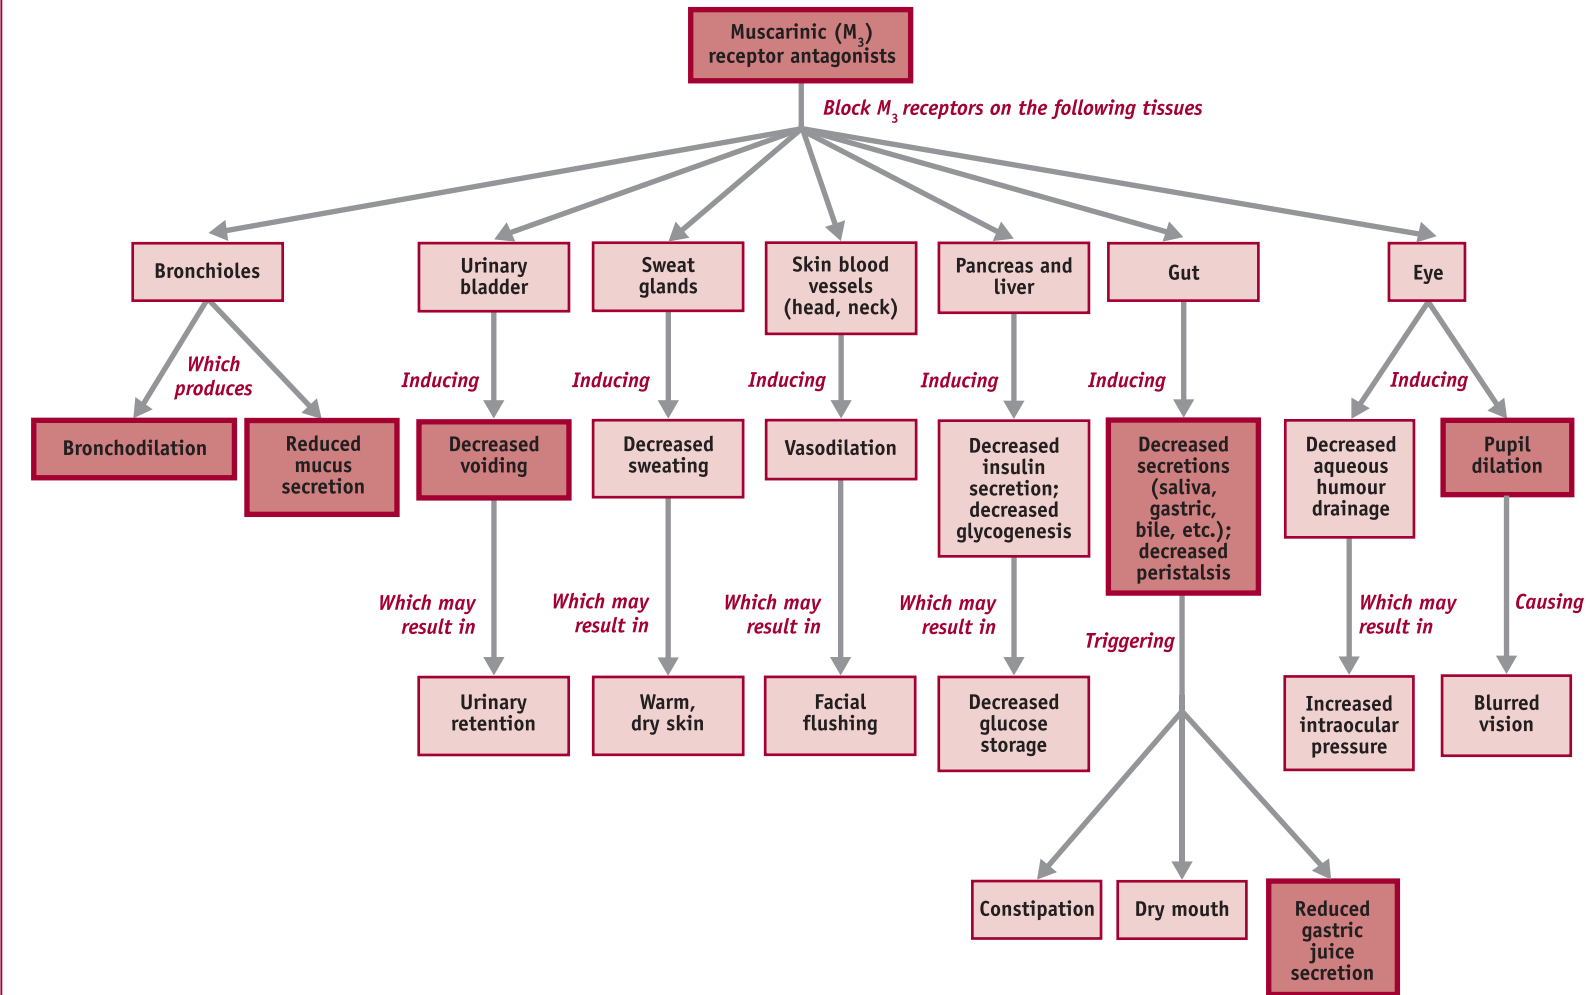 Muscarinic (M3)
receptor antagonists
Block M3 receptors on the following tissues
Bronchioles
Urinary
bladder
Sweat
glands
Skin blood
vessels
(head, neck)
Pancreas and
liver
Gut
Eye
Which
produces
Inducing
Inducing
Inducing
Inducing
Inducing
Inducing
Bronchodilation
Reduced
mucus
secretion
Decreased
voiding
Decreased
sweating
Vasodilation
Decreased
insulin
secretion;
decreased
glycogenesis
Decreased
secretions
(saliva,
gastric,
bile, etc.);
decreased
peristalsis
Decreased
aqueous
humour
drainage
Pupil
dilation
Which may
result in
Which may
result in
Which may
result in
Which may
result in
Triggering
Which may
result in
Causing
Urinary
retention
Warm,
dry skin
Facial
flushing
Decreased
glucose
storage
Increased
intraocular
pressure
Blurred
vision
Constipation
Dry mouth
Reduced
gastric
juice
secretion